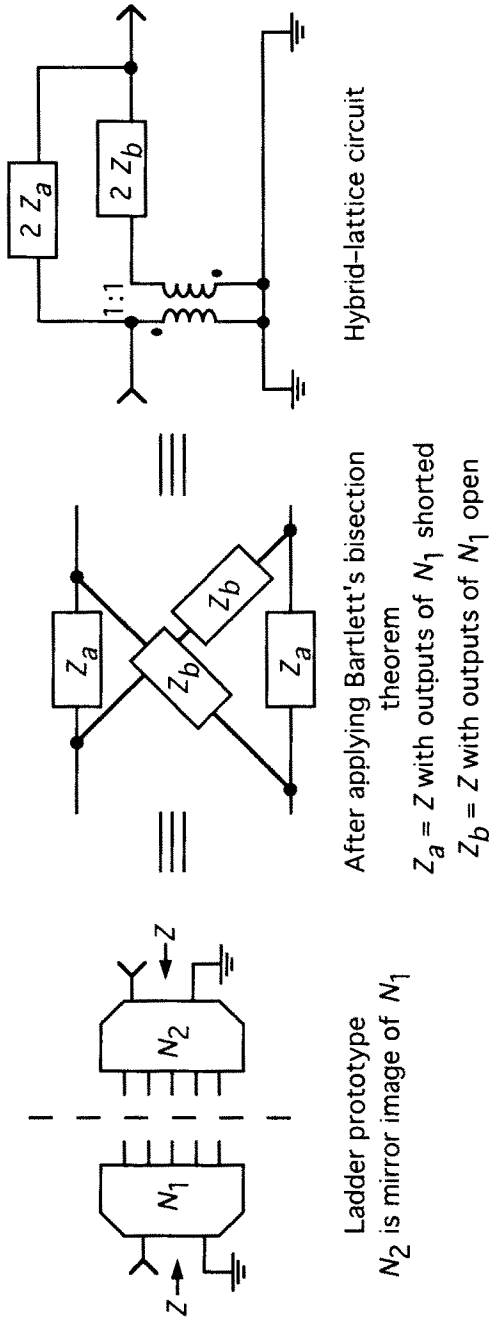 N1
N2
Z
Z
Ladder prototype
N2 is mirror image of N1
Za
Zb
Zb
Za
After applying Bartlett's bisection
theorem
Za = Z with outputs of N1 shorted
Zb = Z with outputs of N1 open
2 Za
2 Zb
1:1
Hybrid-lattice circuit